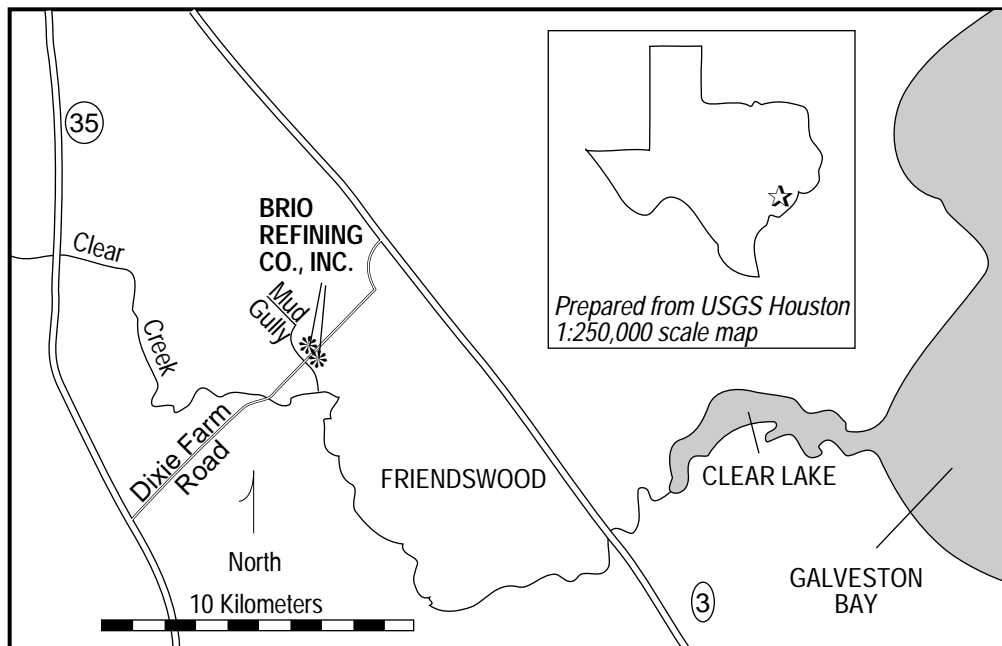 35
Clear
Creek
BRIO
REFINING
CO., INC.
Mud
Gully
Dixie Farm
Road
North
10 Kilometers
FRIENDSWOOD
Prepared from USGS Houston
1:250,000 scale map
CLEAR LAKE
GALVESTON
BAY
3